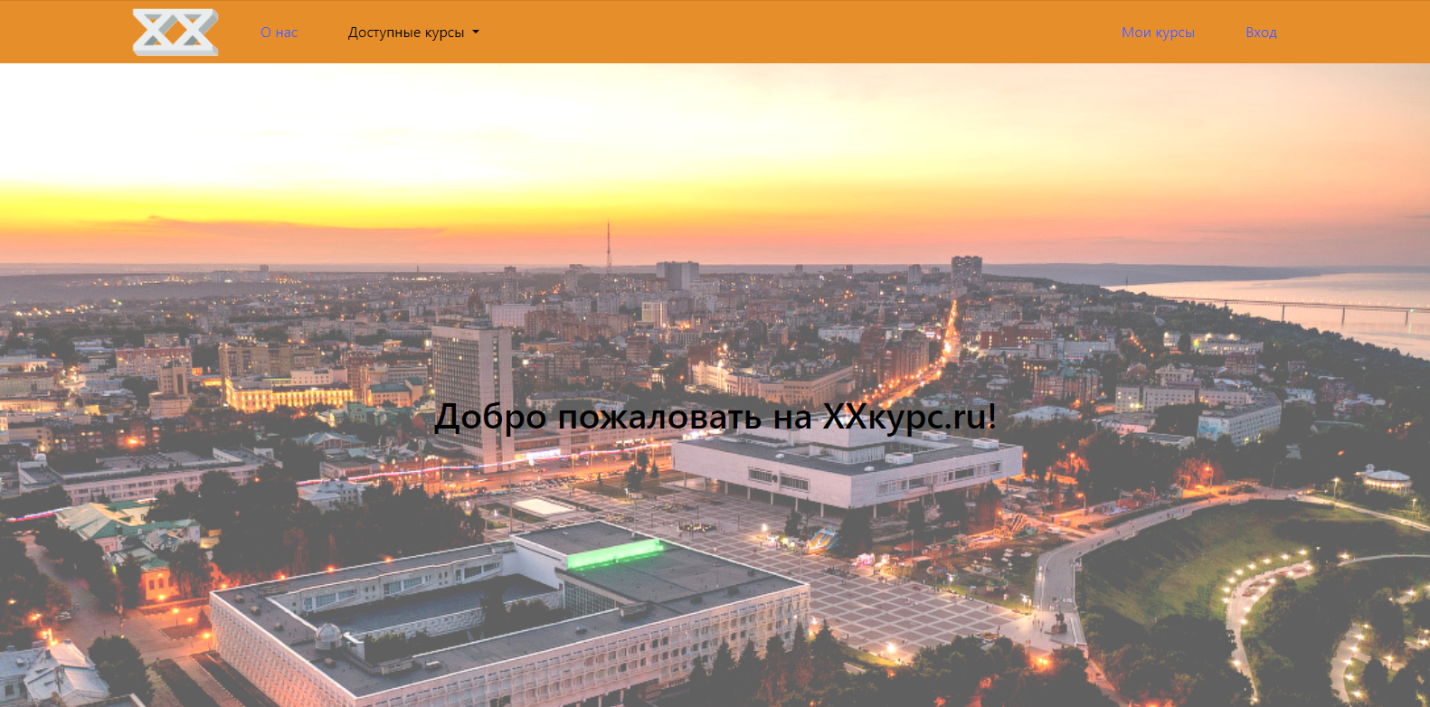 XX
О нас
Доступные курсы
Мои курсы
Вход
Добро пожаловать на XXкурс.ru!